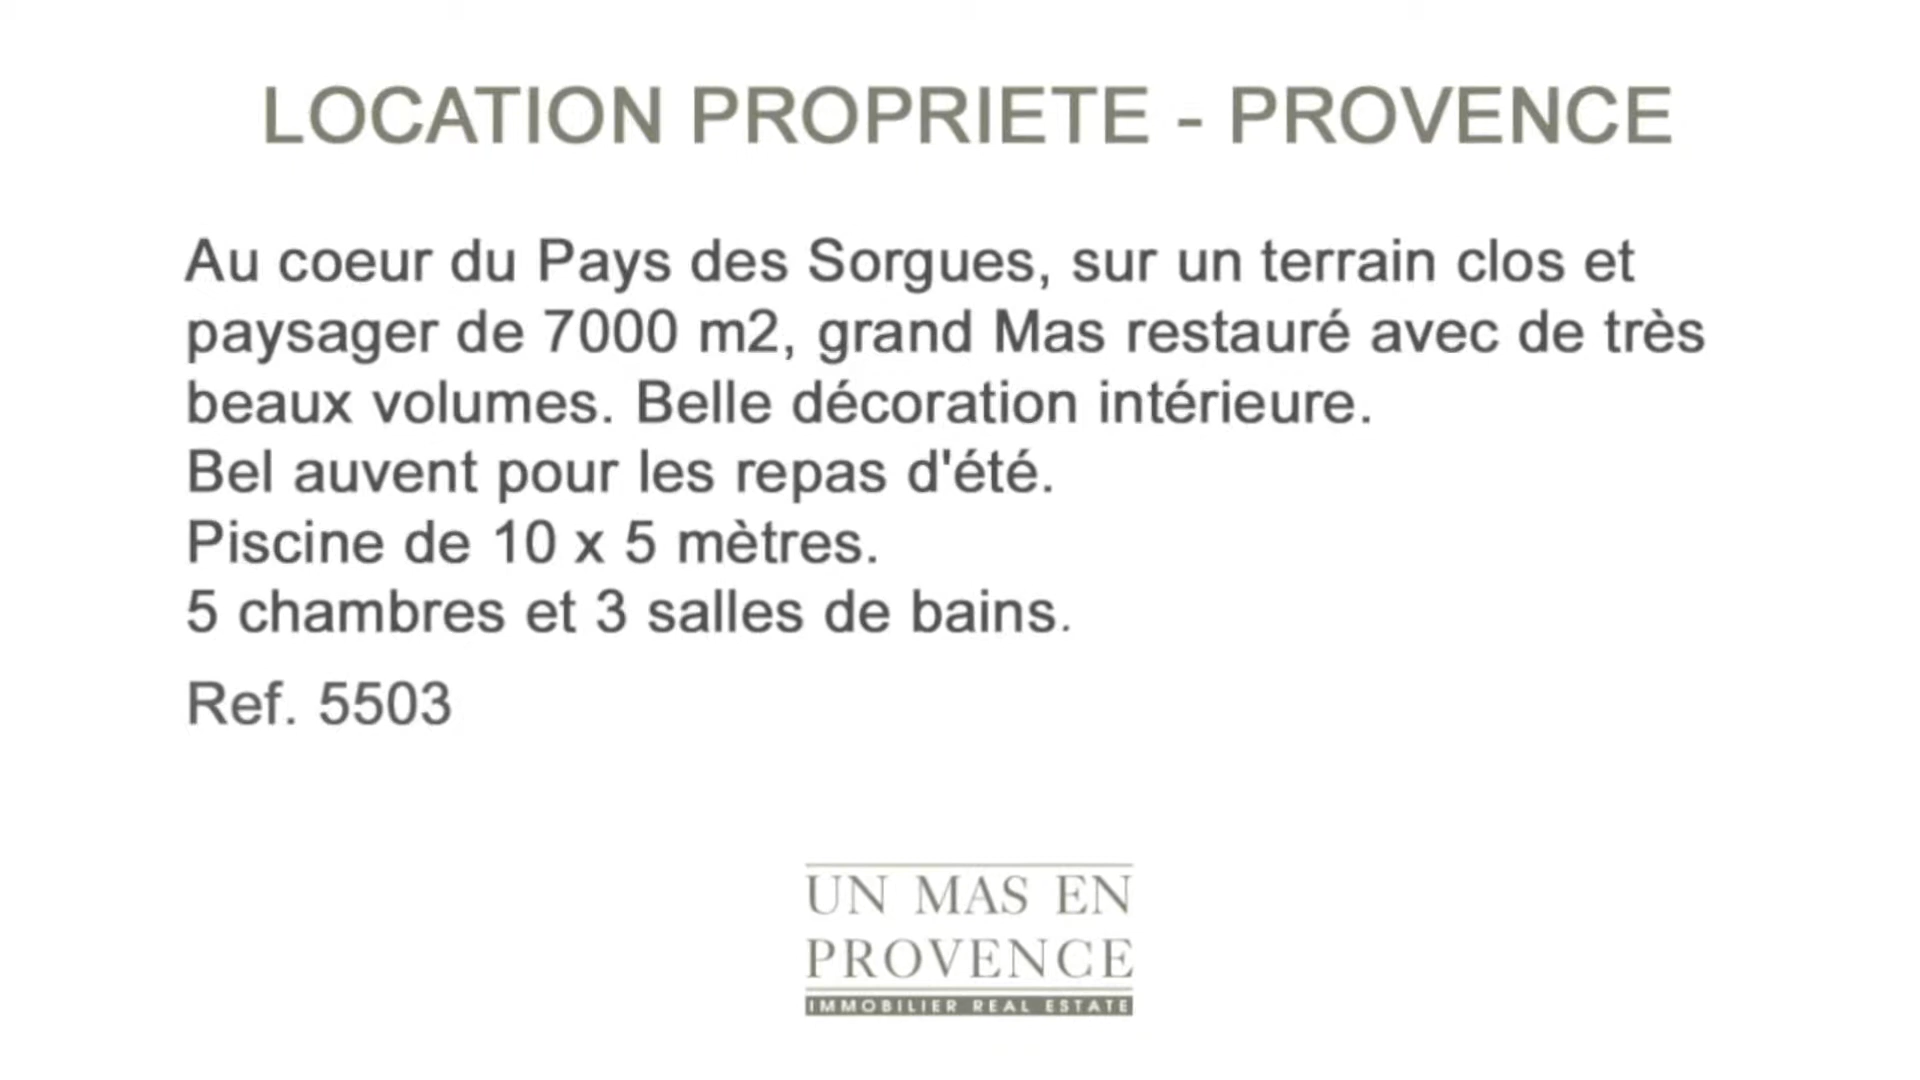 LOCATION PROPRIETE - PROVENCE
Au coeur du Pays des Sorgues, sur un terrain clos et
paysager de 7000 m2, grand Mas restauré avec de très
beaux volumes. Belle décoration intérieure.
Bel auvent pour les repas d'été.
Piscine de 10 x 5 mètres.
5 chambres et 3 salles de bains.
Ref. 5503
UN MAS EN
PROVENCE
IMMOBILIER REAL ESTATE